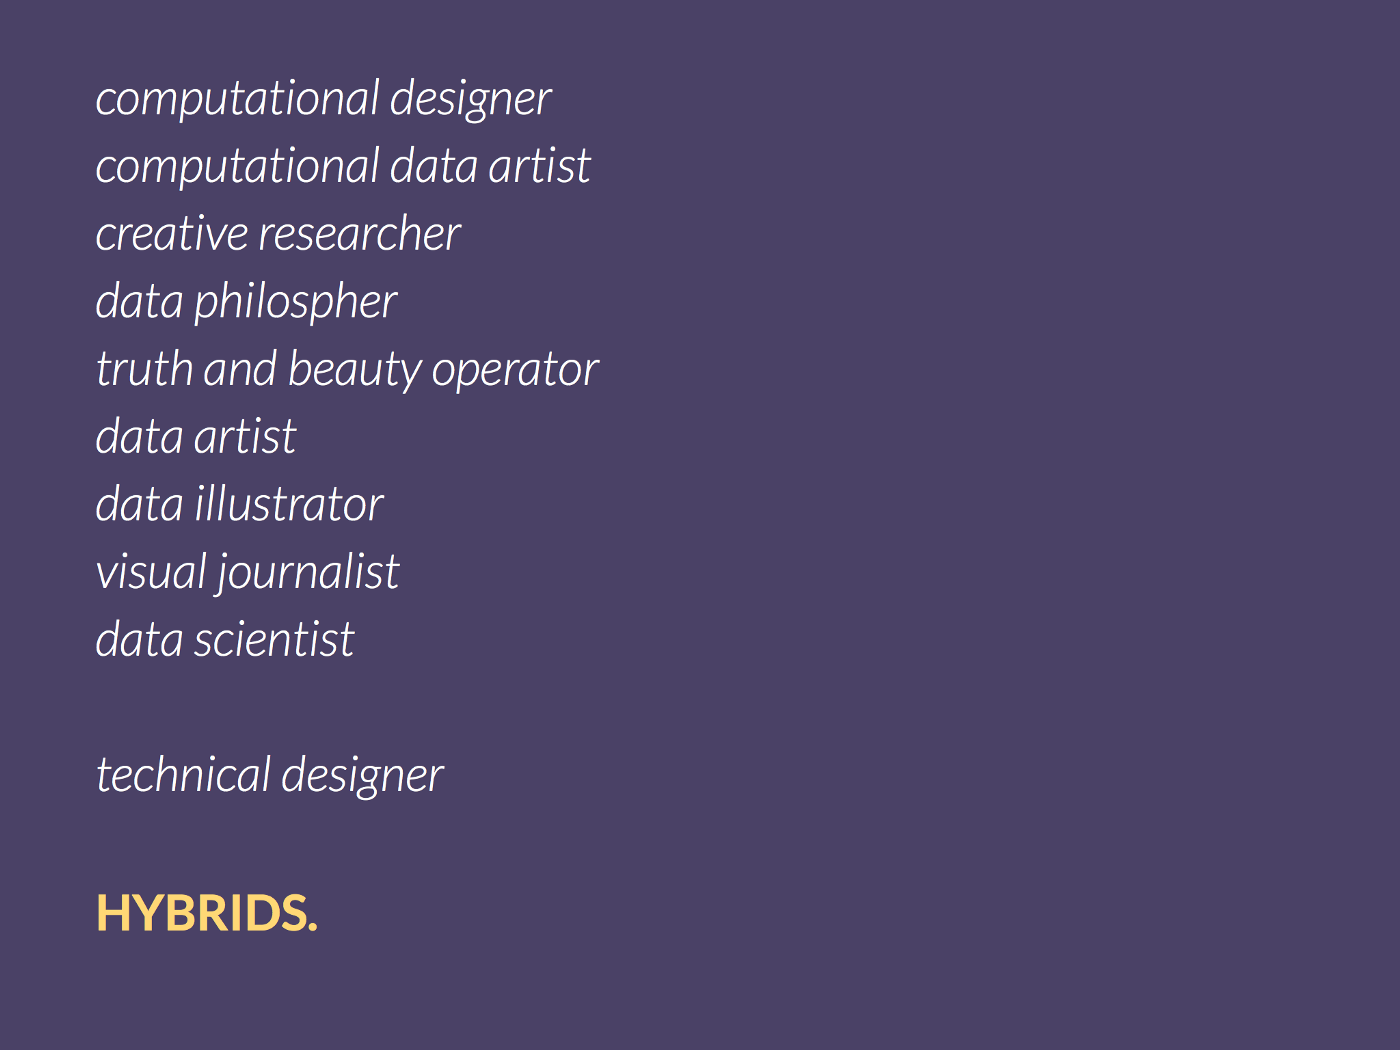 computational designer
computational data artist
creative researcher
data philospher
truth and beauty operator
data artist
data illustrator
visual journalist
data scientist
technical designer
HYBRIDS.